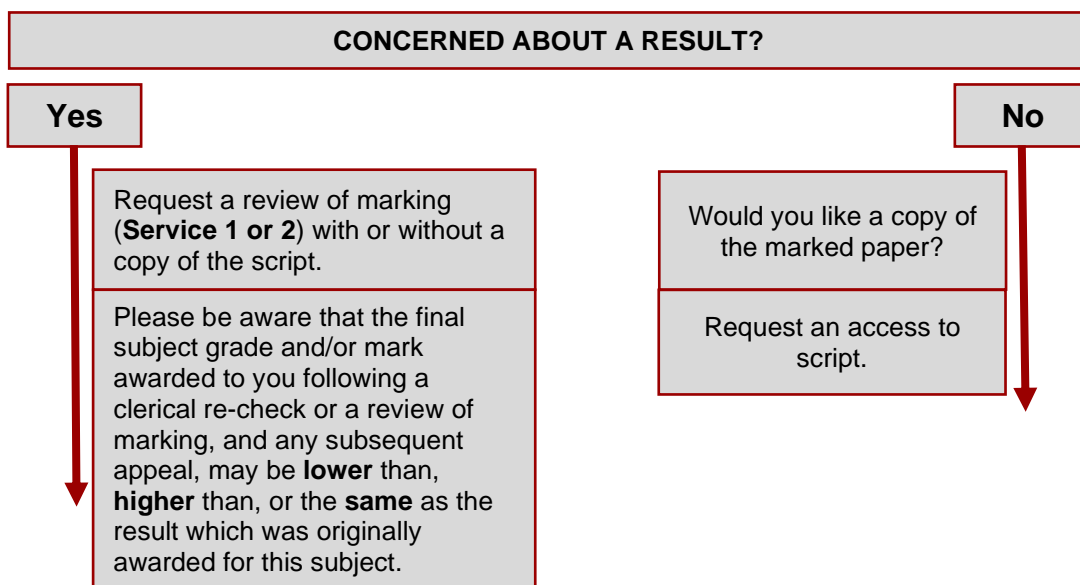 CONCERNED ABOUT A RESULT?
Yes
Request a review of marking
(Service 1 or 2) with or without a
copy of the script.
Please be aware that the final
subject grade and/or mark
awarded to you following a
clerical re-check or a review of
marking, and any subsequent
appeal, may be lower than,
higher than, or the same as the
result which was originally
awarded for this subject.
No
Would you like a copy of
the marked paper?
Request an access to
script.